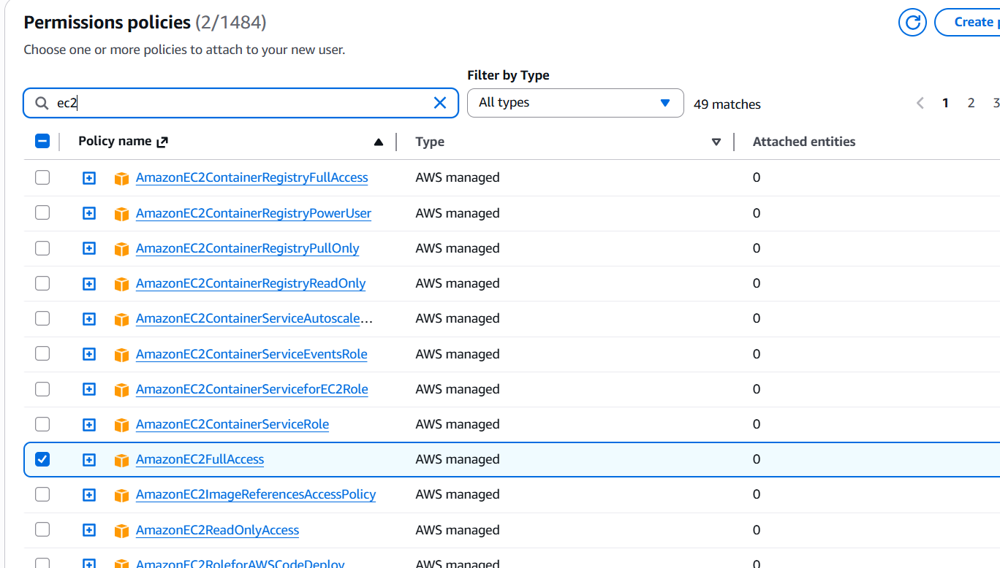 Permissions policies (2/1484)
Create
Choose one or more policies to attach to your new user.
Filter by Type
ec2
All types
49 matches
1 2 3
Policy name
Type
Attached entities
AmazonEC2ContainerRegistryFullAccess AWS managed 0
AmazonEC2ContainerRegistryPowerUser AWS managed 0
AmazonEC2ContainerRegistryPullOnly AWS managed 0
AmazonEC2ContainerRegistryReadOnly AWS managed 0
AmazonEC2ContainerServiceAutoscale... AWS managed 0
AmazonEC2ContainerServiceEventsRole AWS managed 0
AmazonEC2ContainerServiceforEC2Role AWS managed 0
AmazonEC2ContainerServiceRole AWS managed 0
AmazonEC2FullAccess AWS managed 0
AmazonEC2ImageReferencesAccessPolicy AWS managed 0
AmazonEC2ReadOnlyAccess AWS managed 0
AmazonEC2RoleforAWSCodeDeploy AWS managed 0